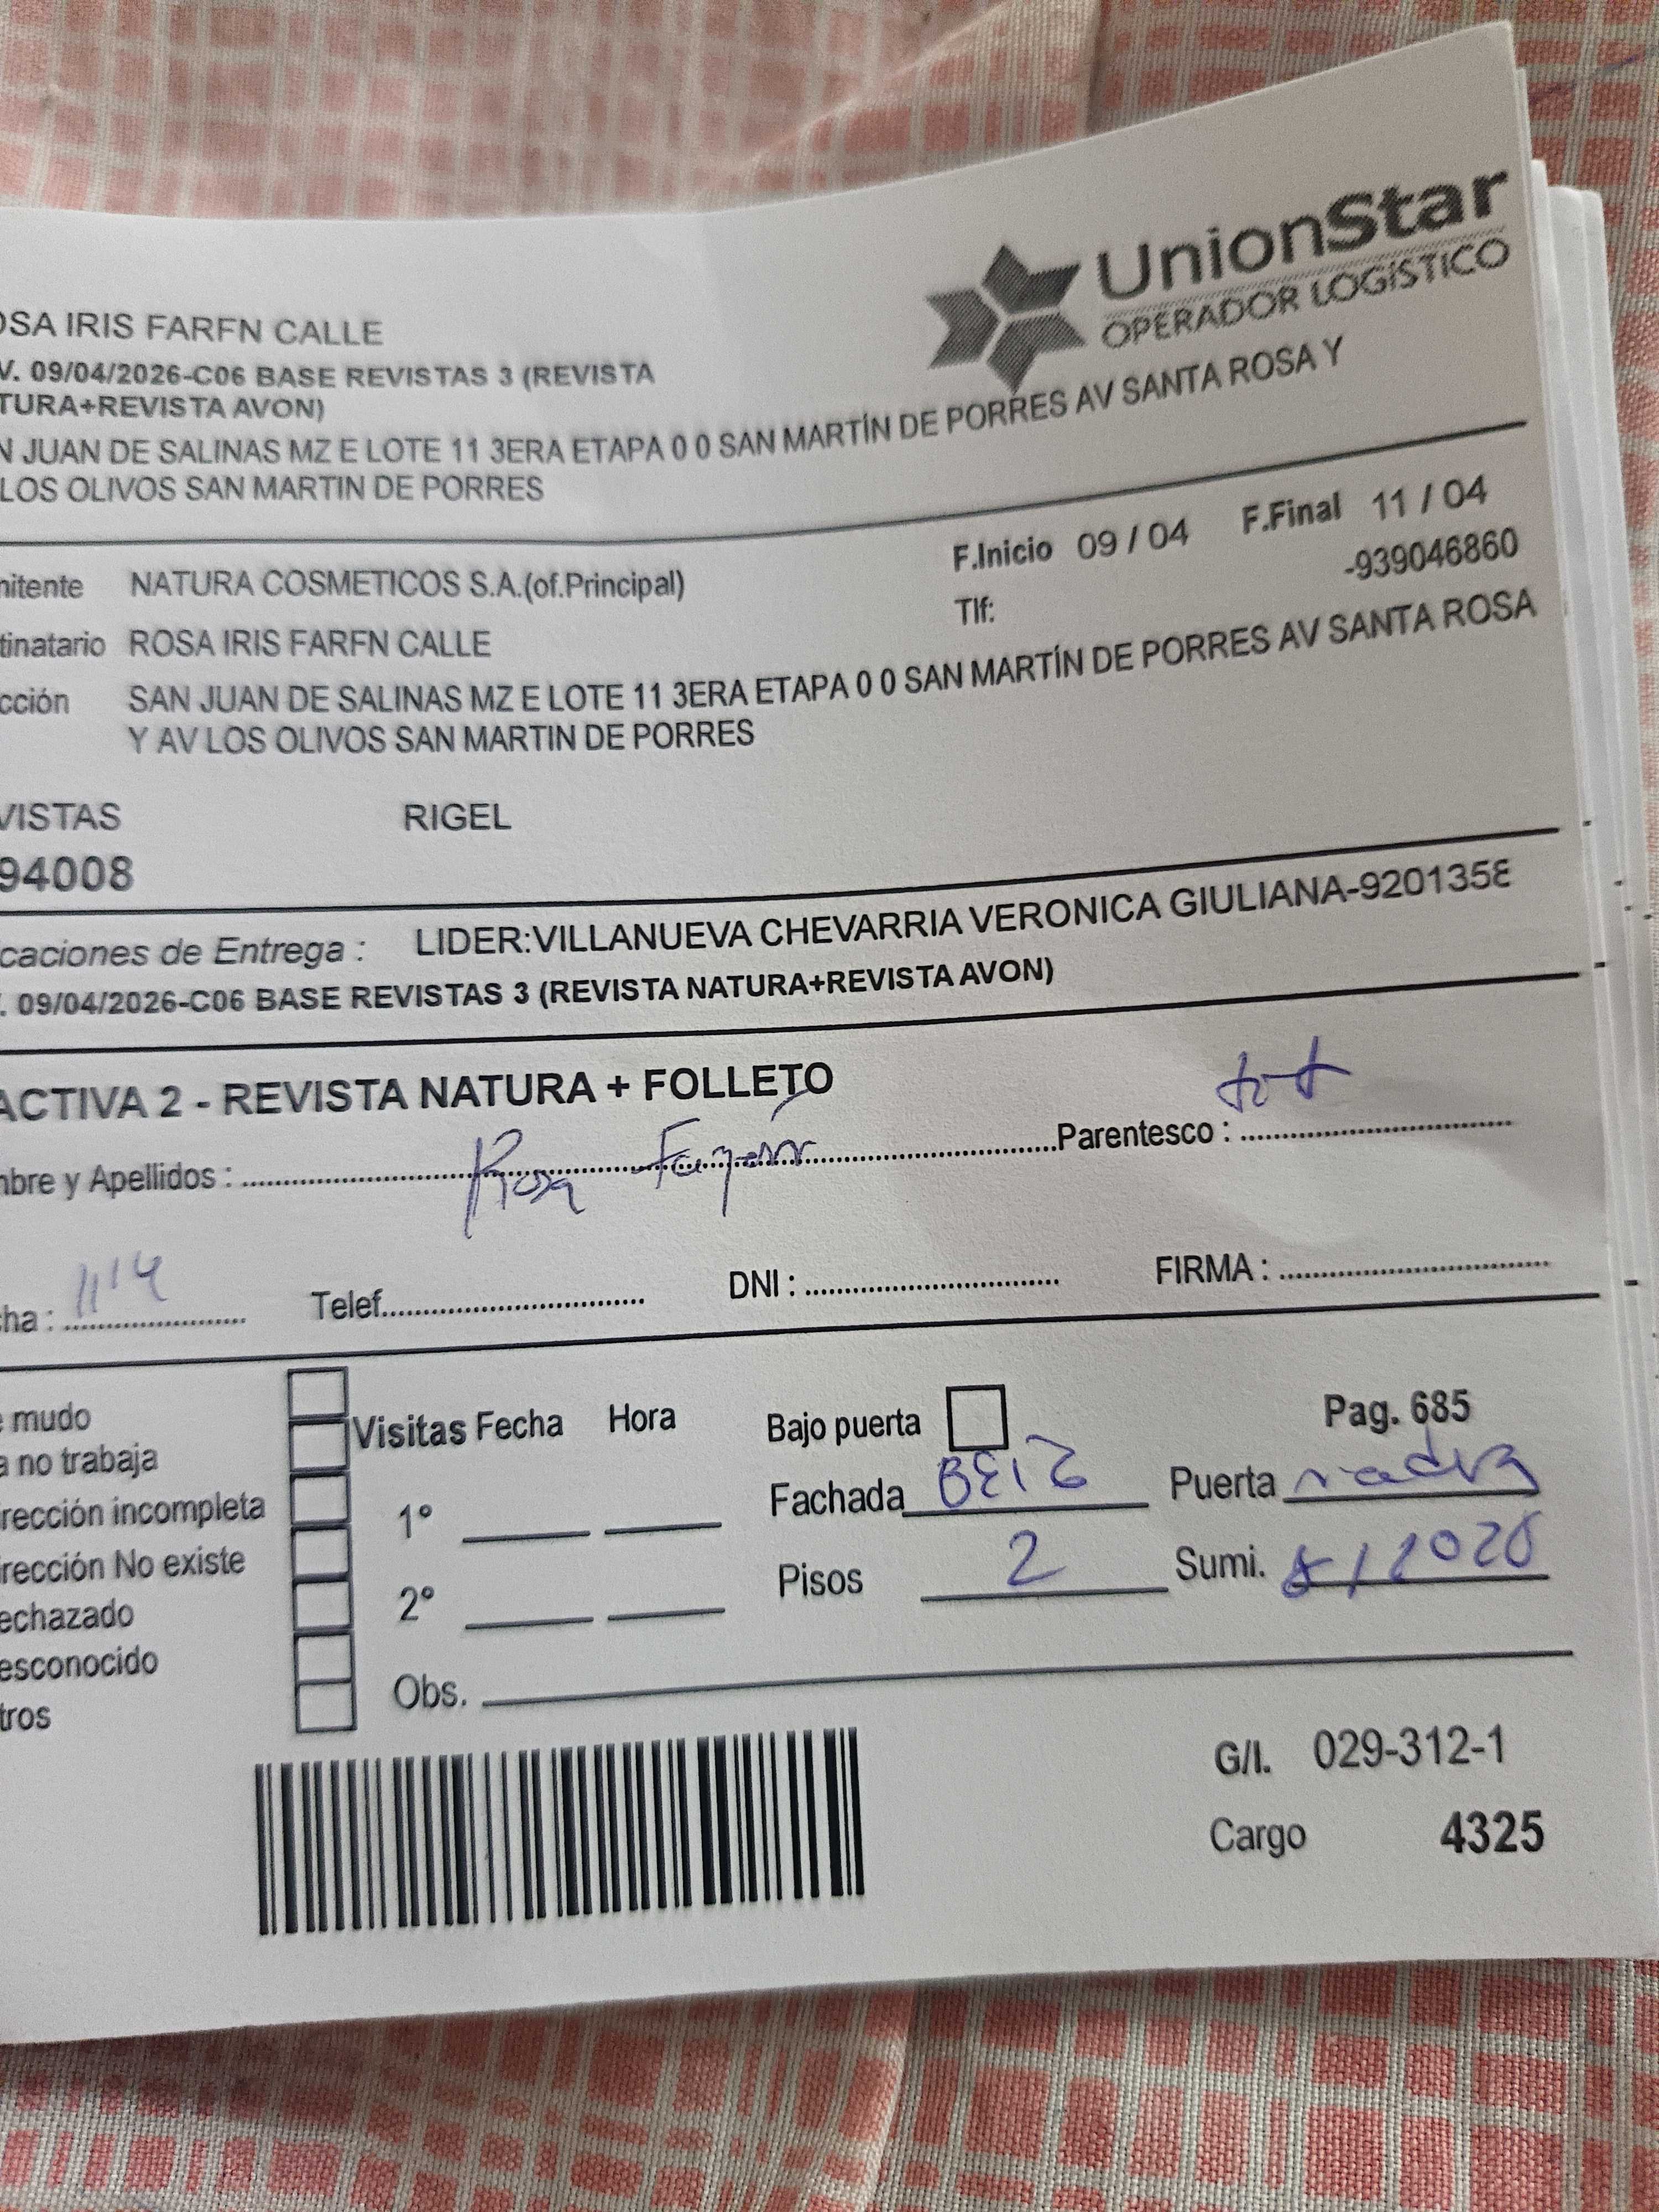 UnionStar
OPERADOR LOGÍSTICO
OSA IRIS FARFN CALLE
V. 09/04/2026-C06 BASE REVISTAS 3 (REVISTA
TURA+REVISTA AVON)
N JUAN DE SALINAS MZ E LOTE 11 3ERA ETAPA 0 0 SAN MARTÍN DE PORRES AV SANTA ROSA Y
LOS OLIVOS SAN MARTIN DE PORRES
F.Inicio 09 / 04 F.Final 11 / 04
mitente NATURA COSMETICOS S.A.(of.Principal)
Tlf: -939046860
tinatario ROSA IRIS FARFN CALLE
cción SAN JUAN DE SALINAS MZ E LOTE 11 3ERA ETAPA 0 0 SAN MARTÍN DE PORRES AV SANTA ROSA
Y AV LOS OLIVOS SAN MARTIN DE PORRES
VISTAS RIGEL
94008
caciones de Entrega : LIDER:VILLANUEVA CHEVARRIA VERONICA GIULIANA-920135
. 09/04/2026-C06 BASE REVISTAS 3 (REVISTA NATURA+REVISTA AVON)
ACTIVA 2 - REVISTA NATURA + FOLLETO
mbre y Apellidos : Rosa Parentesco :
cha : Telef. DNI : FIRMA :
e mudo
a no trabaja
irección incompleta
irección No existe
echazado
esconocido
tros
Visitas Fecha Hora
1°
2°
Obs.
Bajo puerta Pag. 685
Fachada BEIG Puerta
Pisos 2 Sumi.
G/I. 029-312-1
Cargo 4325